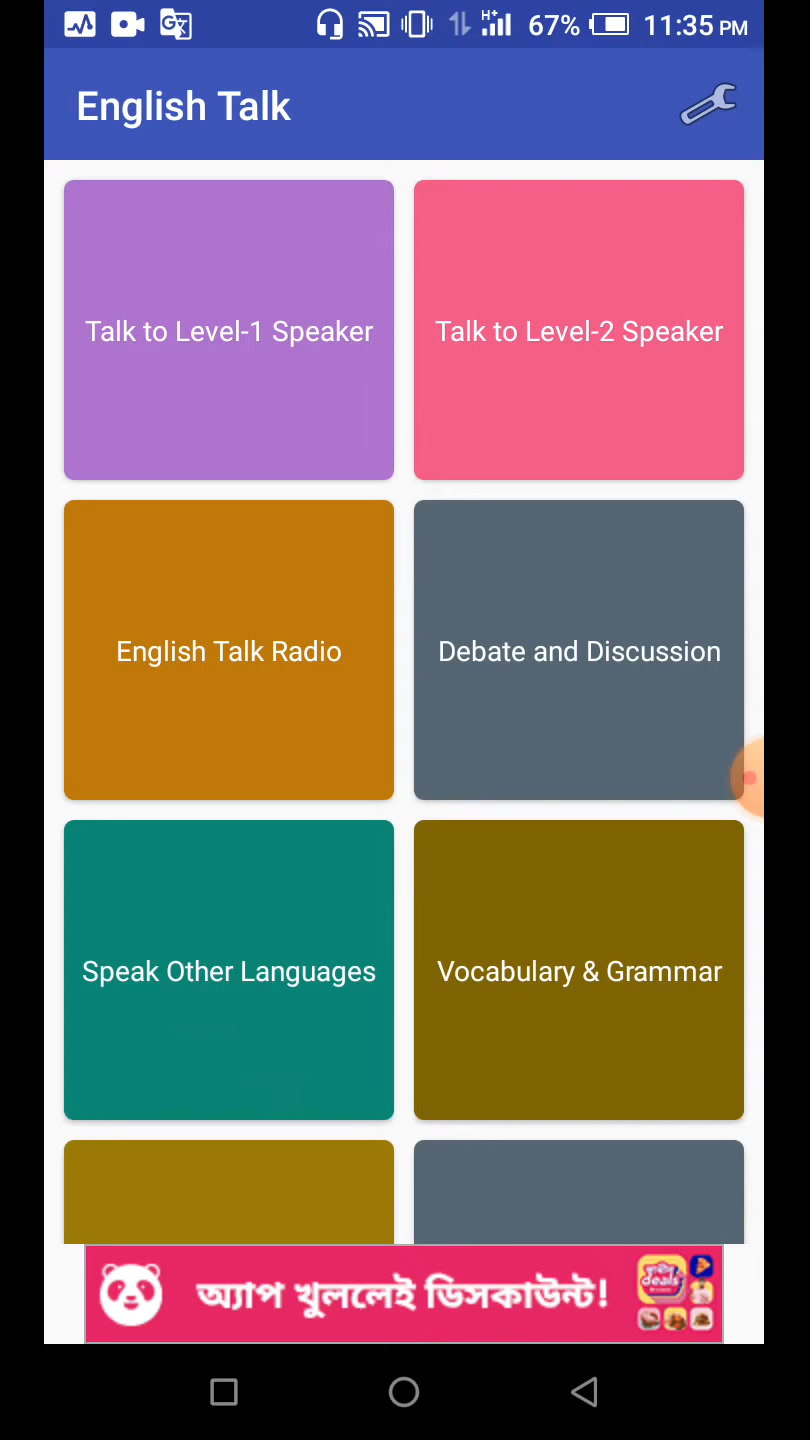 H+ 67% 11:35 PM
English Talk
Talk to Level-1 Speaker
Talk to Level-2 Speaker
English Talk Radio
Debate and Discussion
Speak Other Languages
Vocabulary & Grammar
অ্যাপ খুললেই ডিসকাউন্ট!
deals